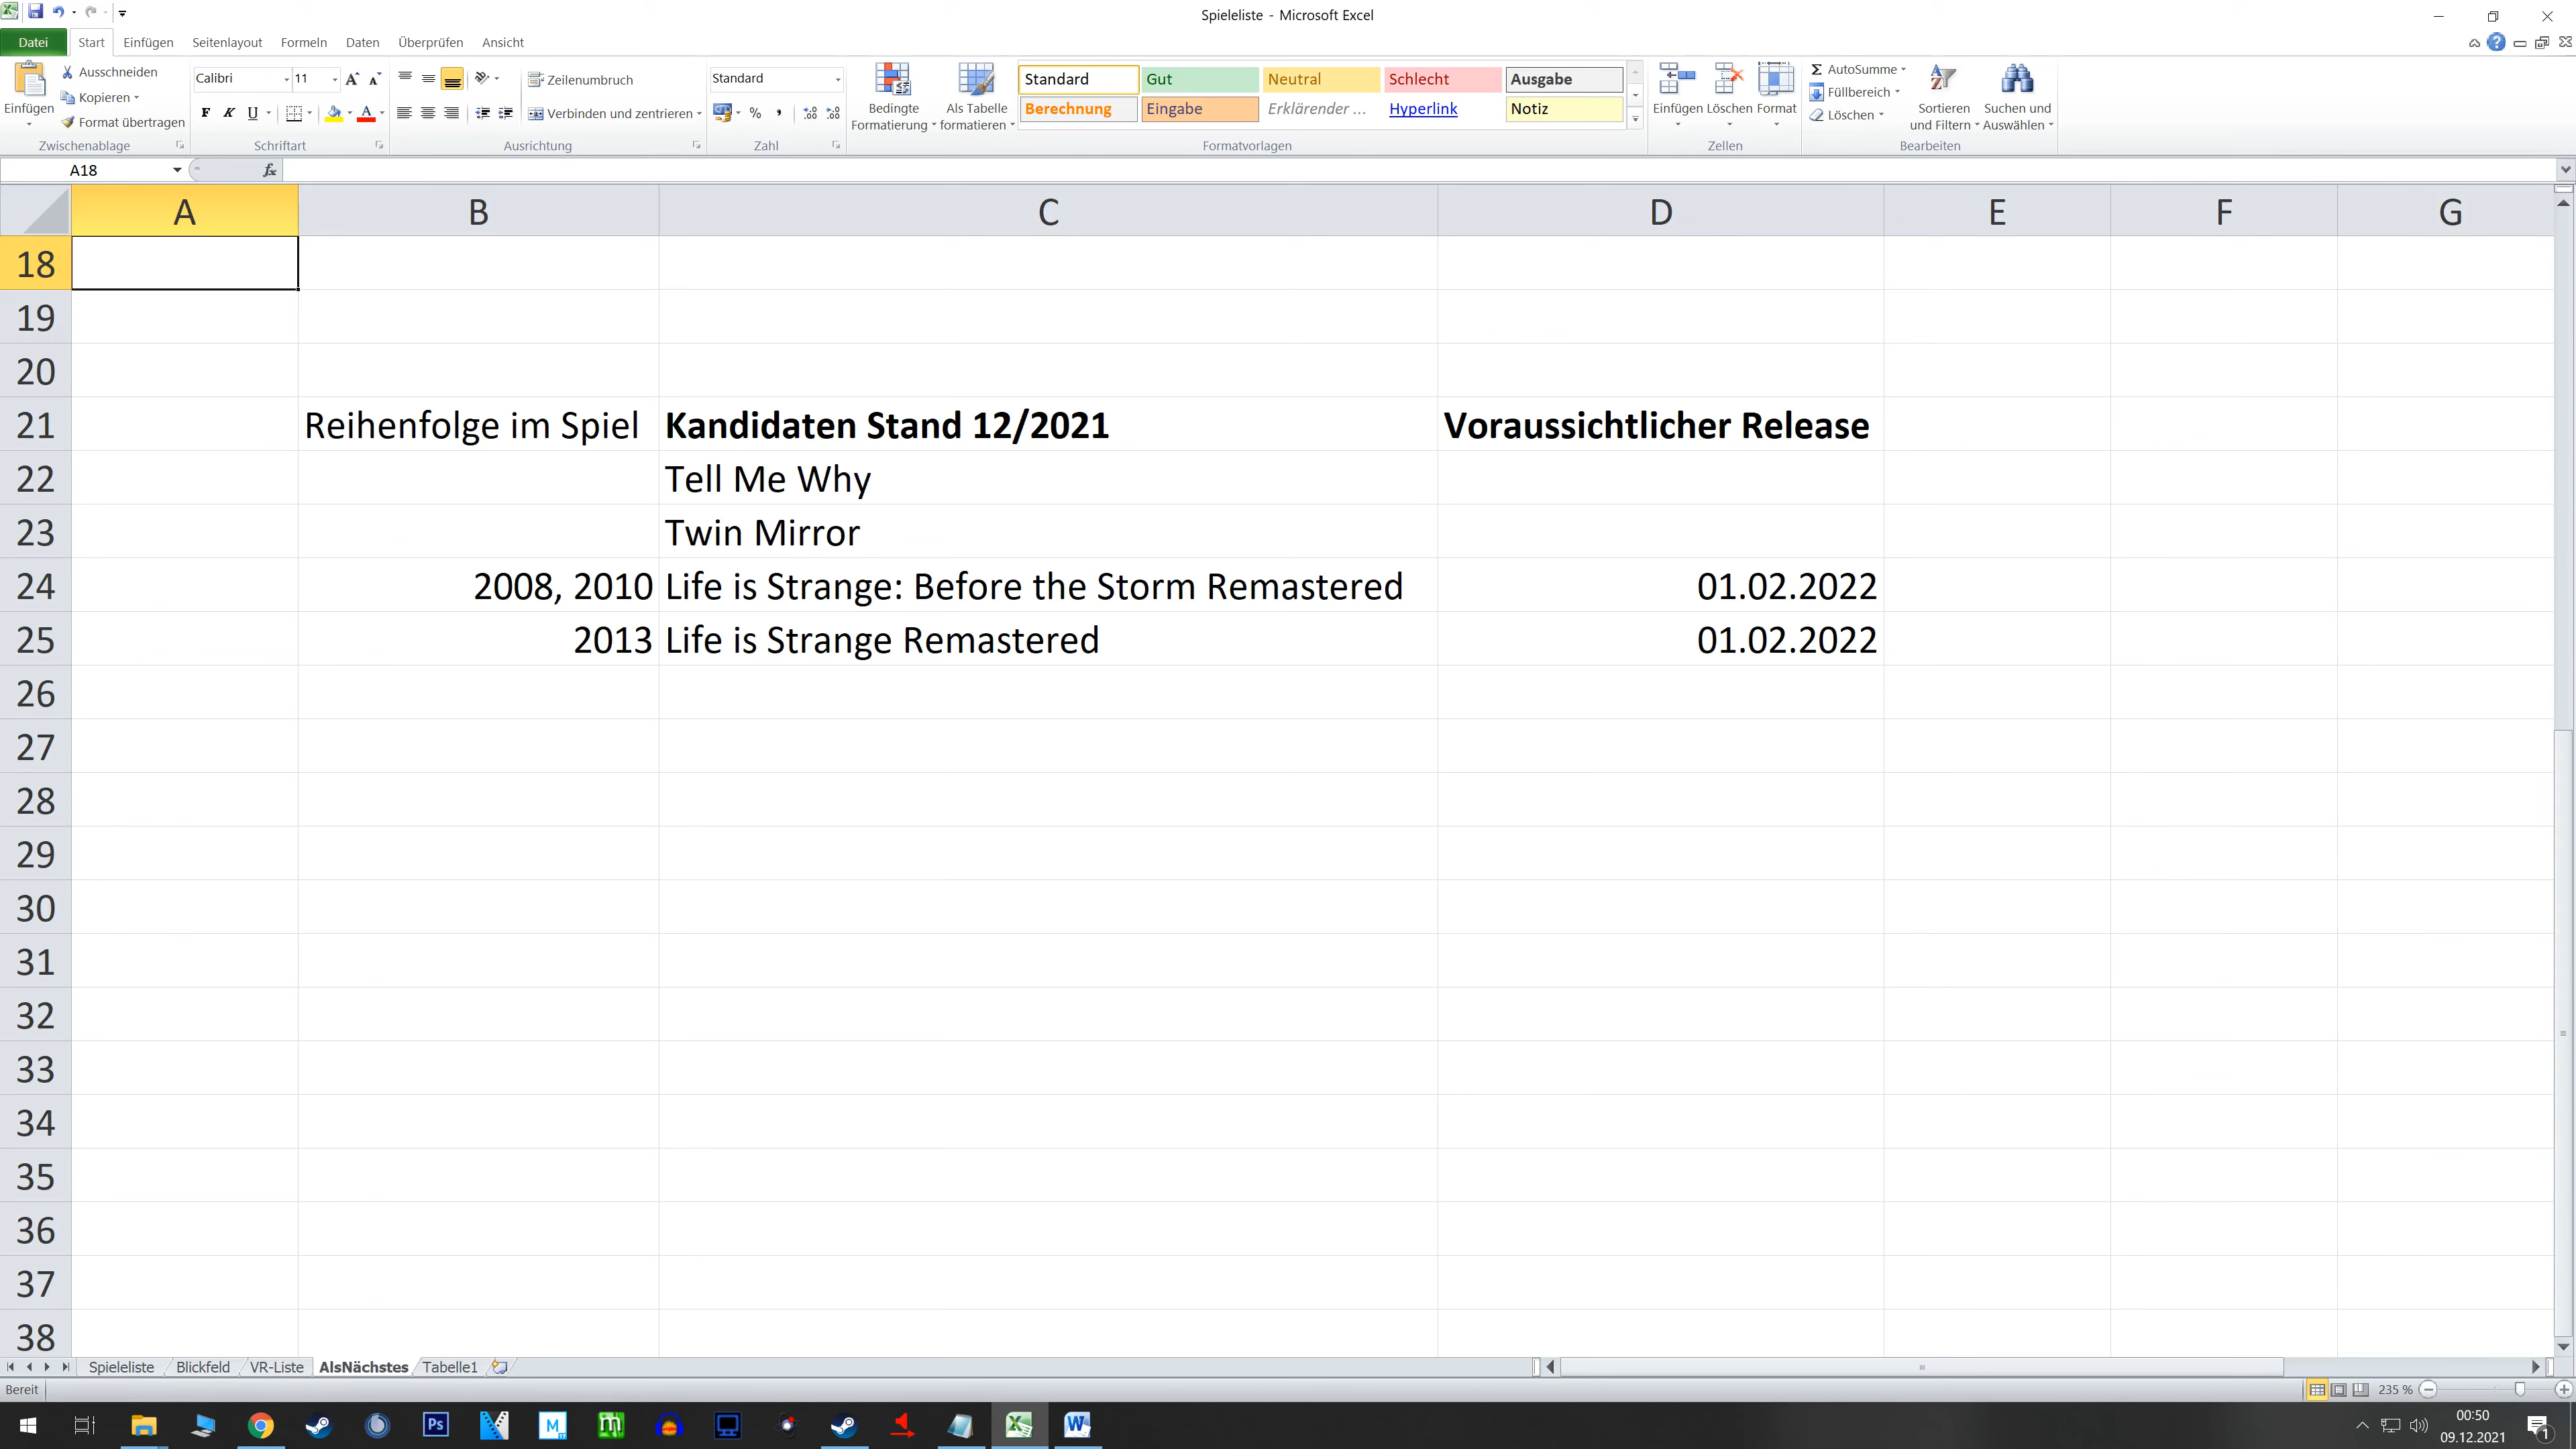 Spieleliste - Microsoft Excel
Datei Start Einfügen Seitenlayout Formeln Daten Überprüfen Ansicht
Einfügen
Ausschneiden
Kopieren
Format übertragen
Zwischenablage
Calibri 11
F K U
Schriftart
Zeilenumbruch
Verbinden und zentrieren
Ausrichtung
Standard
%
Zahl
Bedingte Formatierung
Als Tabelle formatieren
Standard Gut Neutral Schlecht Ausgabe
Berechnung Eingabe Erklärender ... Hyperlink Notiz
Formatvorlagen
Einfügen Löschen Format
Zellen
AutoSumme
Füllbereich
Löschen
Sortieren und Filtern
Suchen und Auswählen
Bearbeiten
A18 fx
A B C D E F G
18
19
20
21 Reihenfolge im Spiel Kandidaten Stand 12/2021 Voraussichtlicher Release
22 Tell Me Why
23 Twin Mirror
24 2008, 2010 Life is Strange: Before the Storm Remastered 01.02.2022
25 2013 Life is Strange Remastered 01.02.2022
26
27
28
29
30
31
32
33
34
35
36
37
38
Spieleliste Blickfeld VR-Liste AlsNächstes Tabelle1
Bereit 235 %
00:50
09.12.2021